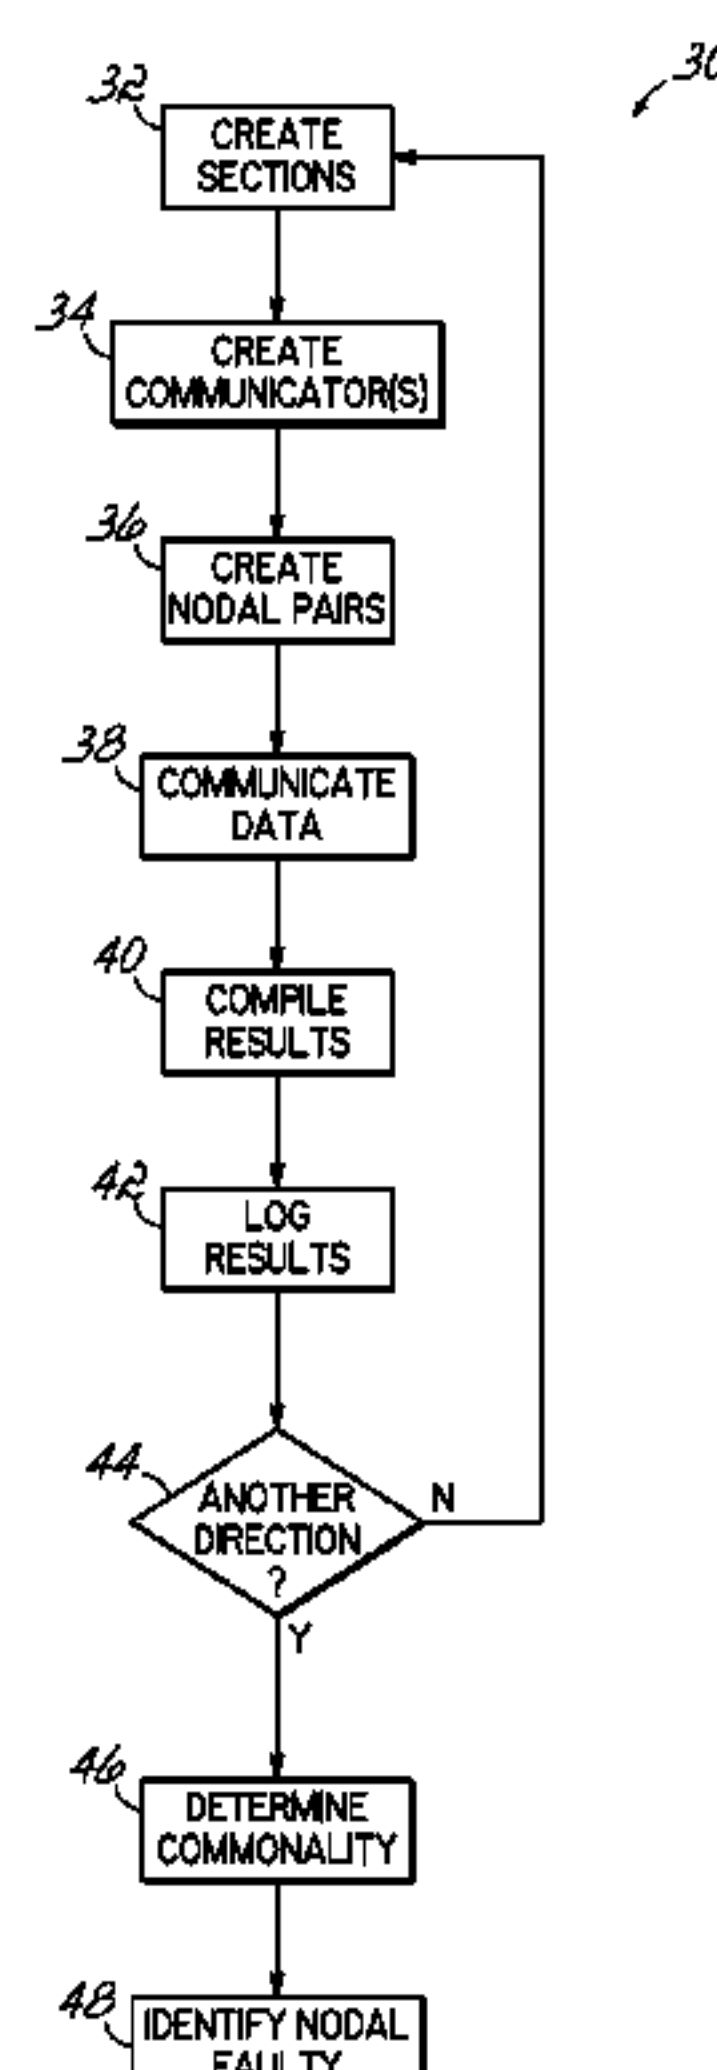 30
32
CREATE
SECTIONS
34
CREATE
COMMUNICATOR(S)
36
CREATE
NODAL PAIRS
38
COMMUNICATE
DATA
40
COMPILE
RESULTS
42
LOG
RESULTS
44
ANOTHER
DIRECTION
?
N
Y
46
DETERMINE
COMMONALITY
48
IDENTIFY NODAL
FAULTY